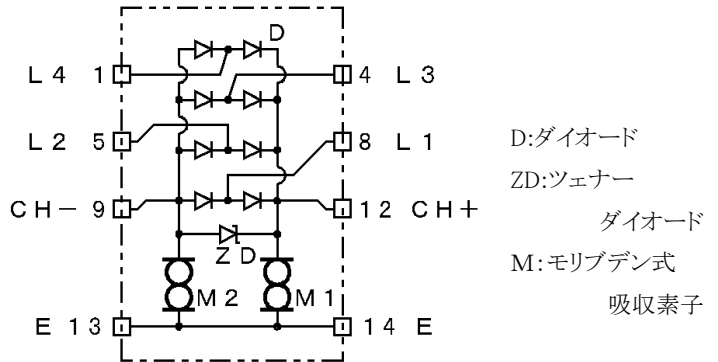 D
L4 1
4 L3
L2 5
8 L1
CH− 9
12 CH+
ZD
M2
M1
E 13
14 E
D:ダイオード
ZD:ツェナー
ダイオード
M:モリブデン式
吸収素子